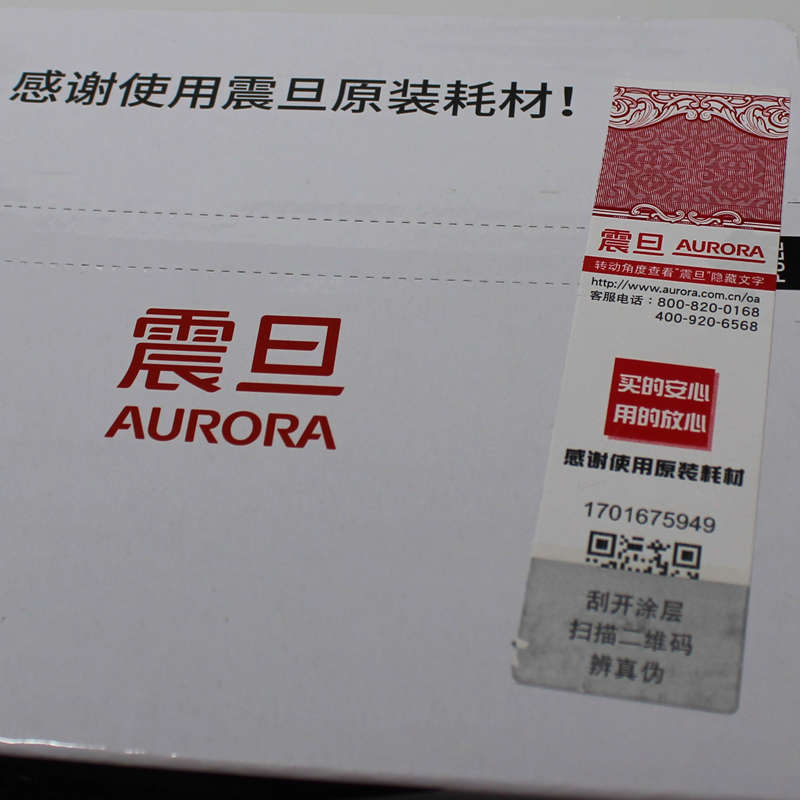 感谢使用震旦原装耗材！
震旦
AURORA
震旦 AURORA
转动角度查看"震旦"隐藏文字
http://www.aurora.com.cn/oa
客服电话：800-820-0168
400-920-6568
买的安心
用的放心
感谢使用原装耗材
1701675949
刮开涂层
扫描二维码
辨真伪